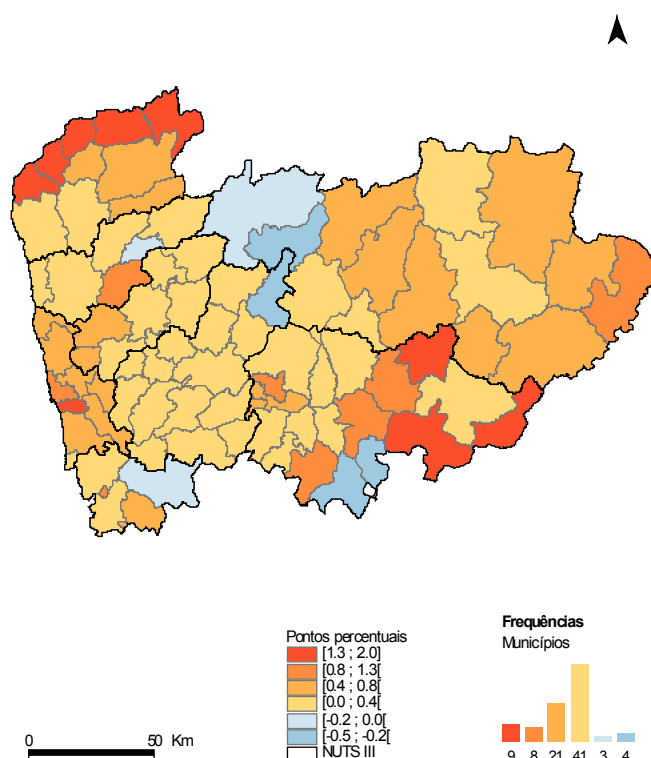 Pontos percentuais
[1.3 ; 2.0]
[0.8 ; 1.3[
[0.4 ; 0.8[
[0.0 ; 0.4[
[-0.2 ; 0.0[
[-0.5 ; -0.2[
NUTS III
Frequências
Municípios
9 8 21 41 3 4
0 50 Km